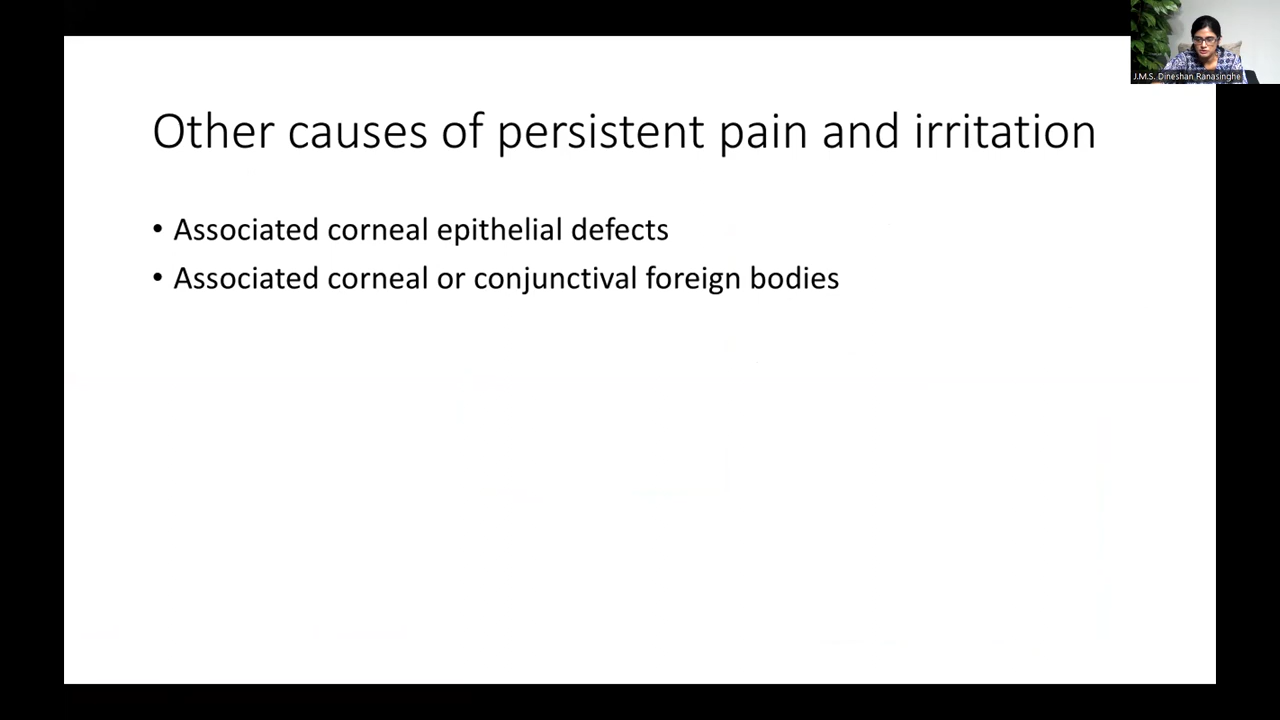 J.M.S. Dineshan Ranasinghe
Other causes of persistent pain and irritation
• Associated corneal epithelial defects
• Associated corneal or conjunctival foreign bodies